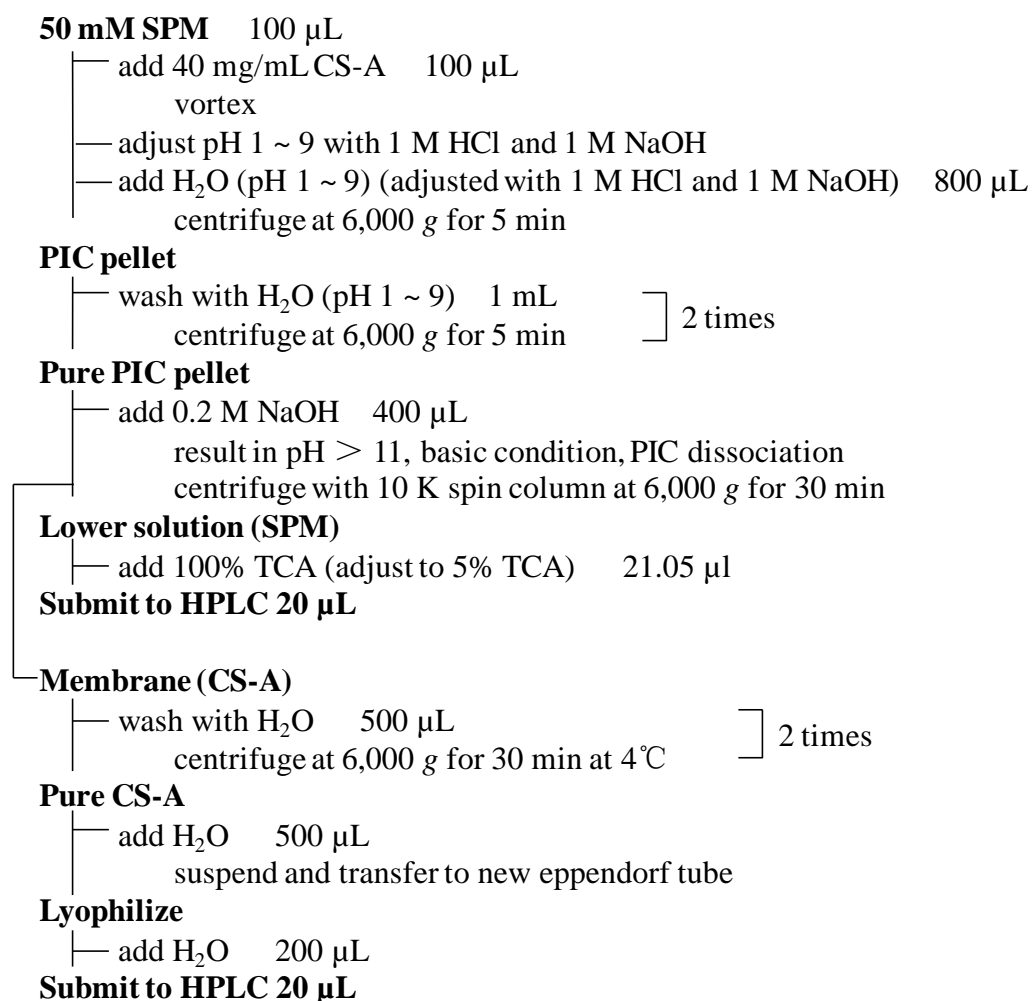 50 mM SPM 100 µL
add 40 mg/mL CS-A 100 µL
vortex
adjust pH 1 ~ 9 with 1 M HCl and 1 M NaOH
add H₂O (pH 1 ~ 9) (adjusted with 1 M HCl and 1 M NaOH) 800 µL
centrifuge at 6,000 g for 5 min
PIC pellet
wash with H₂O (pH 1 ~ 9) 1 mL
centrifuge at 6,000 g for 5 min
2 times
Pure PIC pellet
add 0.2 M NaOH 400 µL
result in pH > 11, basic condition, PIC dissociation
centrifuge with 10 K spin column at 6,000 g for 30 min
Lower solution (SPM)
add 100% TCA (adjust to 5% TCA) 21.05 µl
Submit to HPLC 20 µL
Membrane (CS-A)
wash with H₂O 500 µL
centrifuge at 6,000 g for 30 min at 4℃
2 times
Pure CS-A
add H₂O 500 µL
suspend and transfer to new eppendorf tube
Lyophilize
add H₂O 200 µL
Submit to HPLC 20 µL